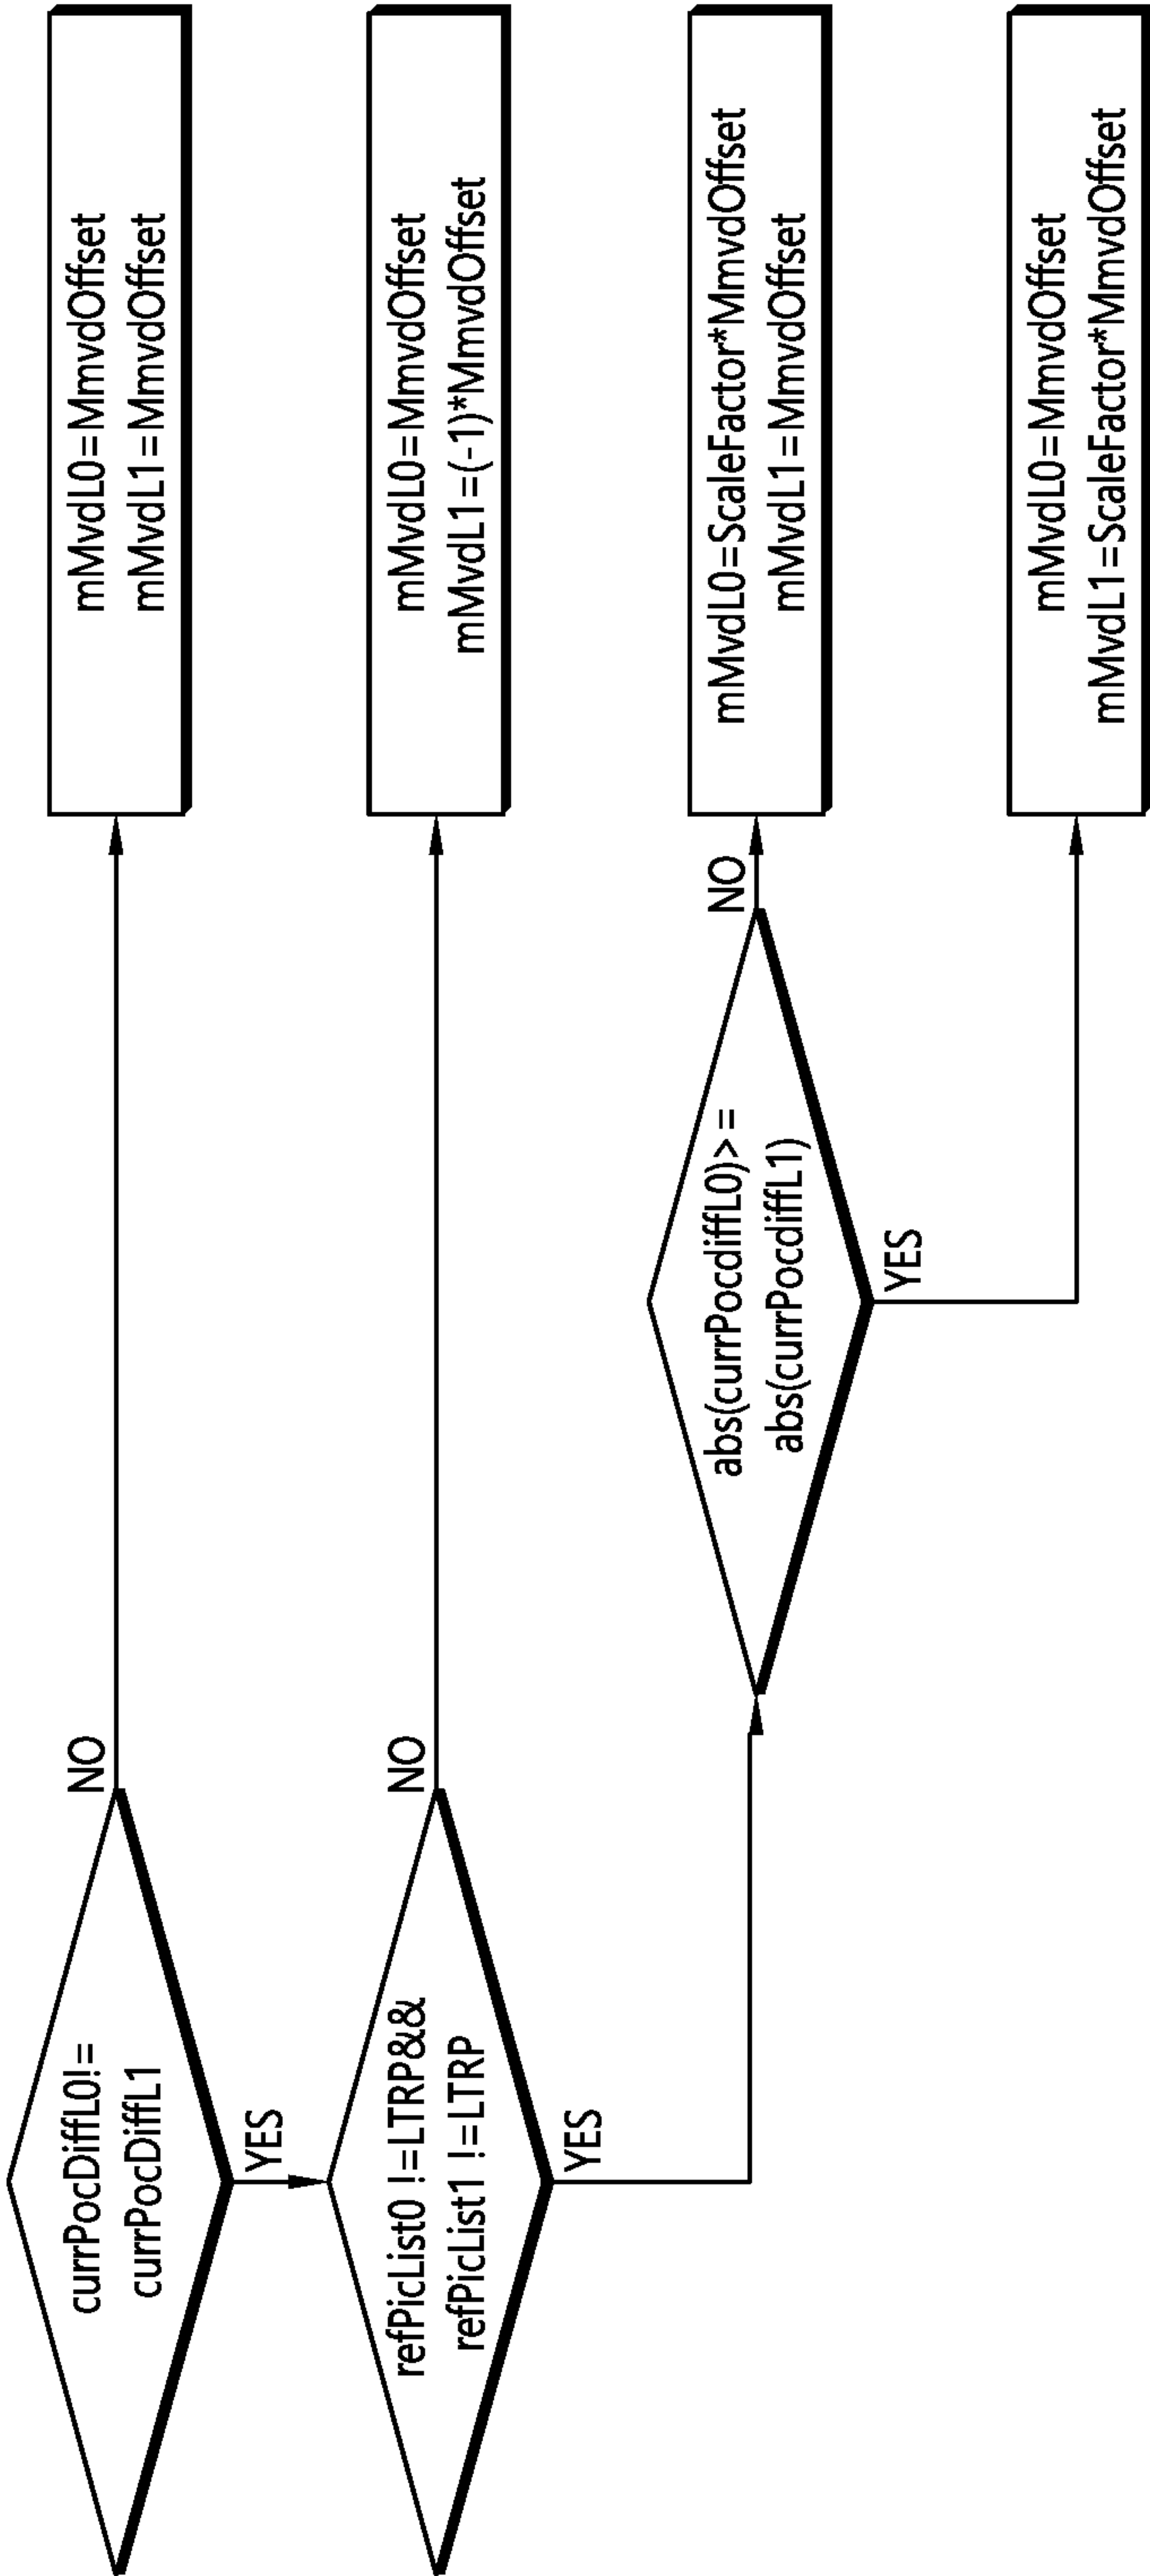 currPocDiffL0!=
currPocDiffL1
NO
mMvdL0=MmvdOffset
mMvdL1=MmvdOffset
YES
refPicList0 !=LTRP&&
refPicList1 !=LTRP
NO
mMvdL0=MmvdOffset
mMvdL1=(-1)*MmvdOffset
YES
abs(currPocdiffL0)>=
abs(currPocdiffL1)
NO
mMvdL0=ScaleFactor*MmvdOffset
mMvdL1=MmvdOffset
YES
mMvdL0=MmvdOffset
mMvdL1=ScaleFactor*MmvdOffset